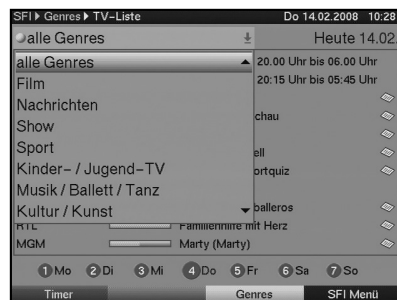 SFI Genres TV-Liste Do 14.02.2008 10:28
alle Genres Heute 14.02.
alle Genres
Film
Nachrichten
Show
Sport
Kinder- / Jugend-TV
Musik / Ballett / Tanz
Kultur / Kunst
20.00 Uhr bis 06.00 Uhr
20:15 Uhr bis 05:45 Uhr
chau
ell
ortquiz
balleros
RTL Familienhilfe mit Herz
MGM Marty (Marty)
1 Mo 2 Di 3 Mi 4 Do 5 Fr 6 Sa 7 So
Timer Genres SFI Menü